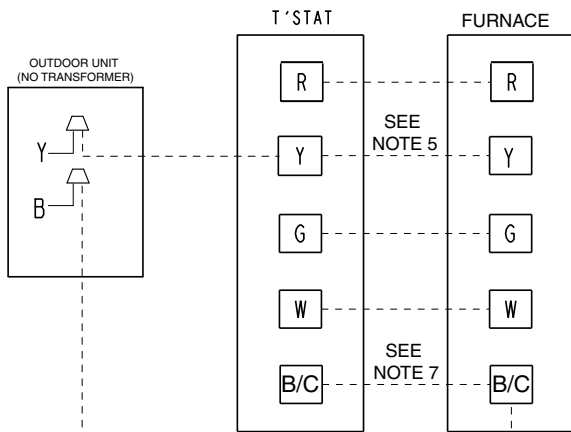 T'STAT
FURNACE
OUTDOOR UNIT
(NO TRANSFORMER)
R
R
Y
SEE
NOTE 5
Y
Y
B
G
G
W
W
SEE
NOTE 7
B/C
B/C